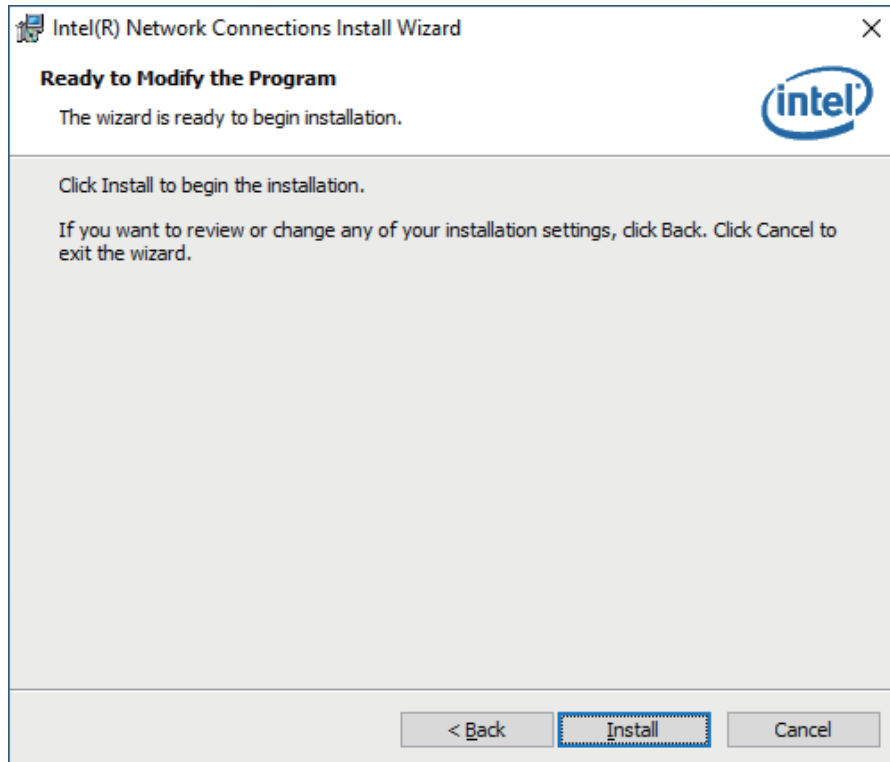 Intel(R) Network Connections Install Wizard
Ready to Modify the Program
The wizard is ready to begin installation.
intel
Click Install to begin the installation.
If you want to review or change any of your installation settings, click Back. Click Cancel to
exit the wizard.
< Back
Install
Cancel